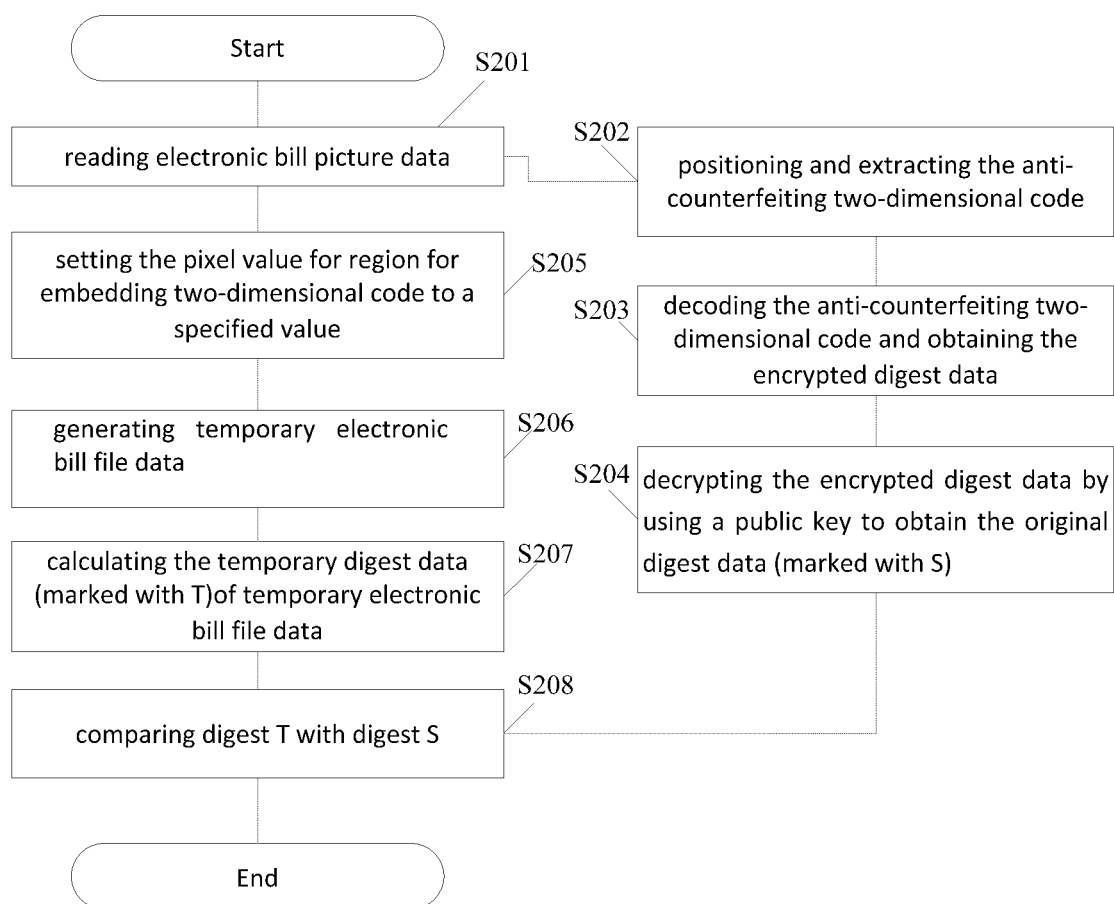 Start
S201
reading electronic bill picture data
S202
positioning and extracting the anti-
counterfeiting two-dimensional code
setting the pixel value for region for
embedding two-dimensional code to a
specified value
S205
S203
decoding the anti-counterfeiting two-
dimensional code and obtaining the
encrypted digest data
generating temporary electronic
bill file data
S206
S204
decrypting the encrypted digest data by
using a public key to obtain the original
digest data (marked with S)
calculating the temporary digest data
(marked with T)of temporary electronic
bill file data
S207
S208
comparing digest T with digest S
End